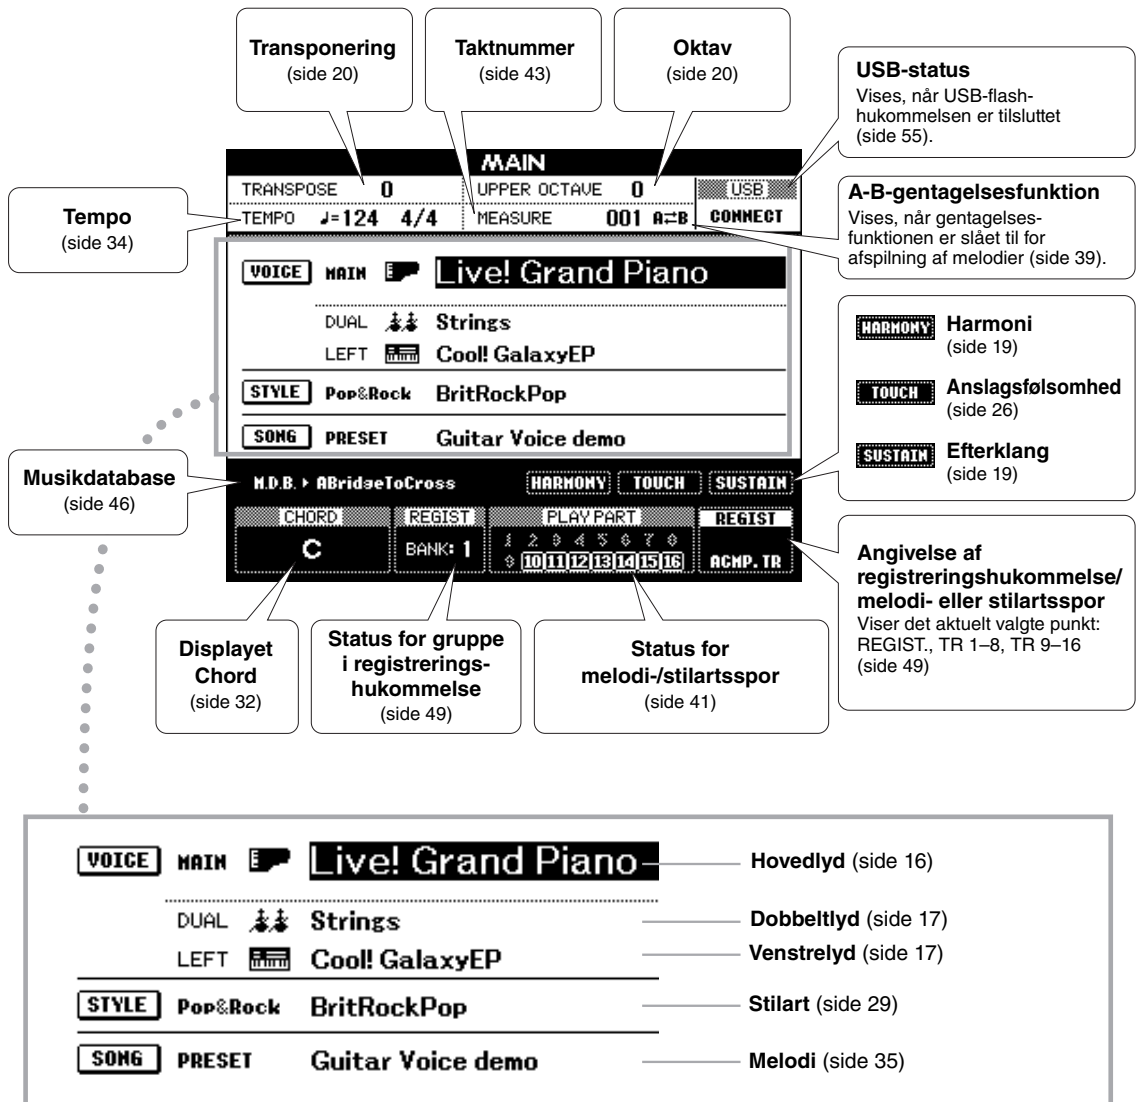 Transponering
(side 20)
Taktnummer
(side 43)
Oktav
(side 20)
USB-status
Vises, når USB-flash-
hukommelsen er tilsluttet
(side 55).
Tempo
(side 34)
A-B-gentagelsesfunktion
Vises, når gentagelses-
funktionen er slået til for
afspilning af melodier (side 39).
MAIN
TRANSPOSE 0 UPPER OCTAVE 0 USB
TEMPO ♩=124 4/4 MEASURE 001 A⇄B CONNECT
VOICE MAIN Live! Grand Piano
DUAL Strings
LEFT Cool! GalaxyEP
STYLE Pop&Rock BritRockPop
SONG PRESET Guitar Voice demo
M.D.B. ▸ ABridgeToCross HARMONY TOUCH SUSTAIN
CHORD REGIST PLAY PART REGIST
C BANK: 1 1 2 3 4 5 6 7 8
9 10 11 12 13 14 15 16 ACMP. TR
HARMONY Harmoni
(side 19)
TOUCH Anslagsfølsomhed
(side 26)
SUSTAIN Efterklang
(side 19)
Musikdatabase
(side 46)
Angivelse af
registreringshukommelse/
melodi- eller stilartsspor
Viser det aktuelt valgte punkt:
REGIST., TR 1–8, TR 9–16
(side 49)
Displayet
Chord
(side 32)
Status for gruppe
i registrerings-
hukommelse
(side 49)
Status for
melodi-/stilartsspor
(side 41)
VOICE MAIN Live! Grand Piano Hovedlyd (side 16)
DUAL Strings Dobbeltlyd (side 17)
LEFT Cool! GalaxyEP Venstrelyd (side 17)
STYLE Pop&Rock BritRockPop Stilart (side 29)
SONG PRESET Guitar Voice demo Melodi (side 35)